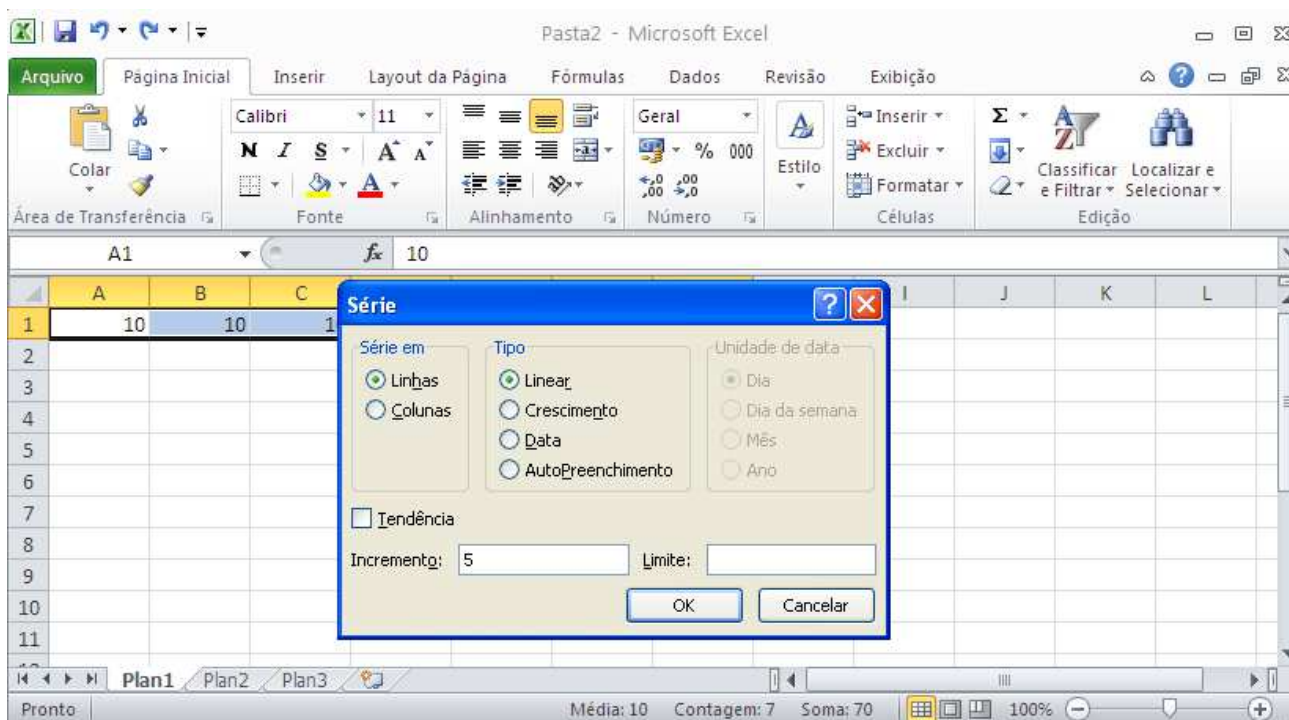 Pasta2 - Microsoft Excel
Arquivo Página Inicial Inserir Layout da Página Fórmulas Dados Revisão Exibição
Colar
Calibri 11
N I S A A
A
Geral
% 000
,00 ,00
Estilo
Inserir
Excluir
Formatar
Σ
Classificar e Filtrar
Localizar e Selecionar
Área de Transferência Fonte Alinhamento Número Células Edição
A1 fx 10
A B C I J K L
1 10 10 1
2
3
4
5
6
7
8
9
10
11
Série
Série em Tipo Unidade de data
Linhas Linear Dia
Colunas Crescimento Dia da semana
Data Mês
AutoPreenchimento Ano
Tendência
Incremento: 5 Limite:
OK Cancelar
Plan1 Plan2 Plan3
Pronto Média: 10 Contagem: 7 Soma: 70 100%